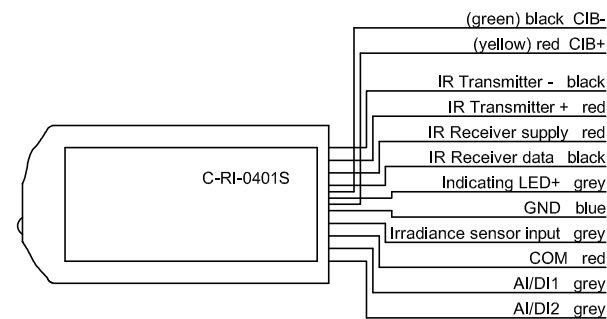 (green) black CIB-
(yellow) red CIB+
IR Transmitter - black
IR Transmitter + red
IR Receiver supply red
IR Receiver data black
C-RI-0401S
Indicating LED+ grey
GND blue
Irradiance sensor input grey
COM red
AI/DI1 grey
AI/DI2 grey